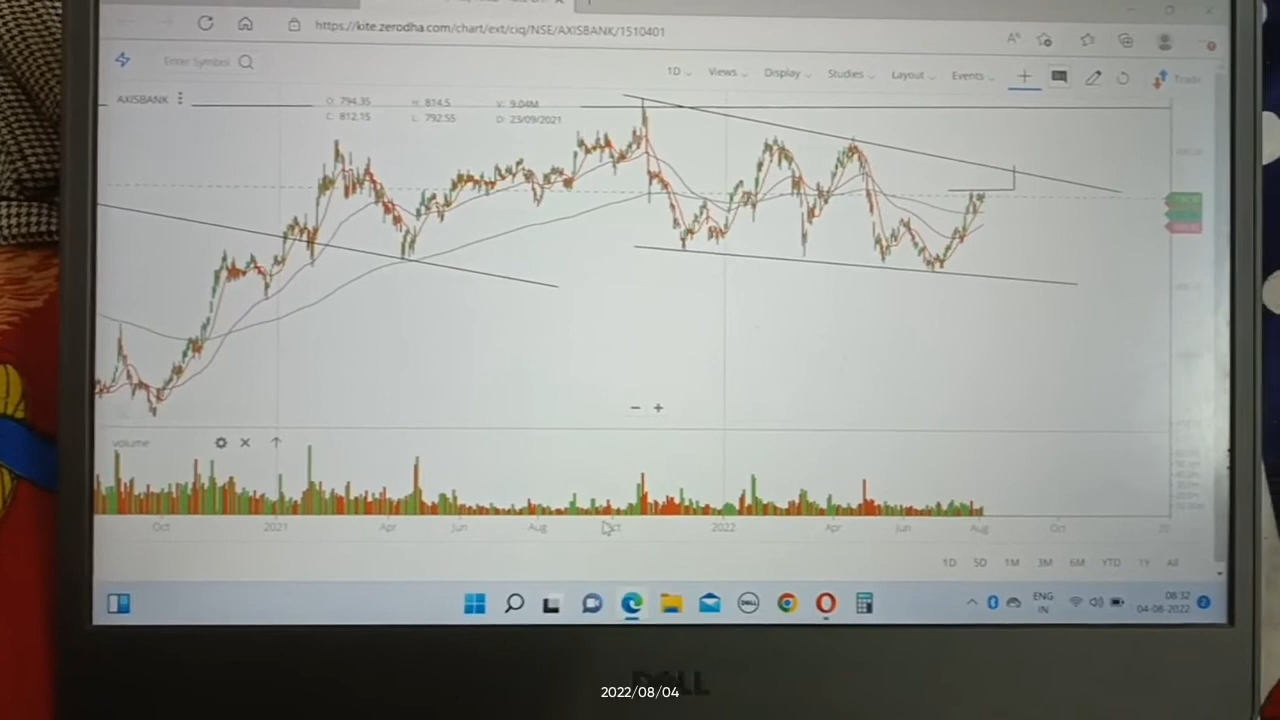 https://kite.zerodha.com/chart/ext/ciq/NSE/AXISBANK/1510401
Enter Symbol
1D Views Display Studies Layout Events Trade
AXISBANK
O: 794.35 H: 814.5 V: 9.04M
C: 812.15 L: 792.55 D: 23/09/2021
volume
Oct 2021 Apr Jun Aug Oct 2022 Apr Jun Aug Oct
1D 5D 1M 3M 6M YTD 1Y All
ENG
IN
08:32
04-08-2022
2
DELL
DELL
2022/08/04